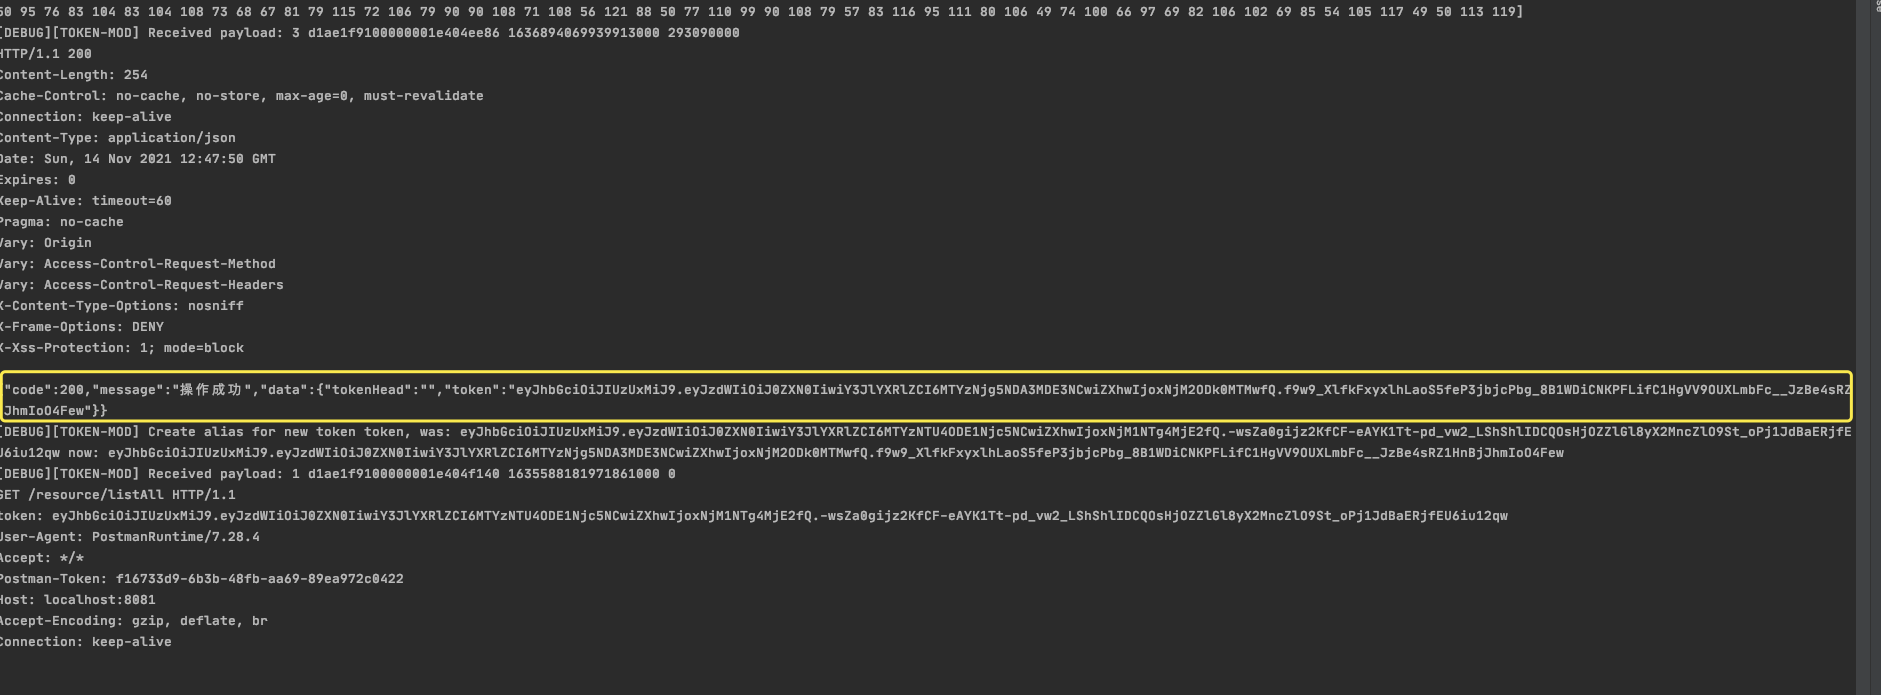 50 95 76 83 104 83 104 108 73 68 67 81 79 90 90 108 71 108 56 121 88 50 77 110 99 90 108 79 57 83 116 95 111 80 106 49 74 100 66 97 69 82 106 102 69 85 54 105 117 49 50 113 119]
[DEBUG][TOKEN-MOD] Received payload: 3 d1ae1f9100000001e404ee86 1636894069939913000 293090000
HTTP/1.1 200
Content-Length: 254
Cache-Control: no-cache, no-store, max-age=0, must-revalidate
Connection: keep-alive
Content-Type: application/json
Date: Sun, 14 Nov 2021 12:47:50 GMT
Expires: 0
Keep-Alive: timeout=60
Pragma: no-cache
Vary: Origin
Vary: Access-Control-Request-Method
Vary: Access-Control-Request-Headers
X-Content-Type-Options: nosniff
X-Frame-Options: DENY
X-Xss-Protection: 1; mode=block
"code":200,"message":"操作成功","data":{"tokenHead":"","token":"eyJhbGciOiJIUzUxMiJ9.eyJzdWIiOiJ0ZXN0IiwiY3JlYXRlZCI6MTYzNjg5NDA3MDE3NCwiZXhwIjoxNjM2ODk0MTMwfQ.f9w9_XlfkFxyxlhLaoS5feP3jbjcPbg_8B1WDiCNKPFLifC1HgVV9OUXLmbFc__JzBe4sRZ
JhmIoO4Few"}}
[DEBUG][TOKEN-MOD] Create alias for new token token, was: eyJhbGciOiJIUzUxMiJ9.eyJzdWIiOiJ0ZXN0IiwiY3JlYXRlZCI6MTYzNTU4ODE1Njc5NCwiZXhwIjoxNjM1NTg4MjE2fQ.-wsZa0gijz2KfCF-eAYK1Tt-pd_vw2_LShShlIDCQOsHjOZZlGl8yX2MncZlO9St_oPj1JdBaERjfE
U6iu12qw now: eyJhbGciOiJIUzUxMiJ9.eyJzdWIiOiJ0ZXN0IiwiY3JlYXRlZCI6MTYzNjg5NDA3MDE3NCwiZXhwIjoxNjM2ODk0MTMwfQ.f9w9_XlfkFxyxlhLaoS5feP3jbjcPbg_8B1WDiCNKPFLifC1HgVV9OUXLmbFc__JzBe4sRZ1HnBjJhmIoO4Few
[DEBUG][TOKEN-MOD] Received payload: 1 d1ae1f9100000001e404f140 1635588181971861000 0
GET /resource/listAll HTTP/1.1
token: eyJhbGciOiJIUzUxMiJ9.eyJzdWIiOiJ0ZXN0IiwiY3JlYXRlZCI6MTYzNTU4ODE1Njc5NCwiZXhwIjoxNjM1NTg4MjE2fQ.-wsZa0gijz2KfCF-eAYK1Tt-pd_vw2_LShShlIDCQOsHjOZZlGl8yX2MncZlO9St_oPj1JdBaERjfEU6iu12qw
User-Agent: PostmanRuntime/7.28.4
Accept: */*
Postman-Token: f16733d9-6b3b-48fb-aa69-89ea972c0422
Host: localhost:8081
Accept-Encoding: gzip, deflate, br
Connection: keep-alive